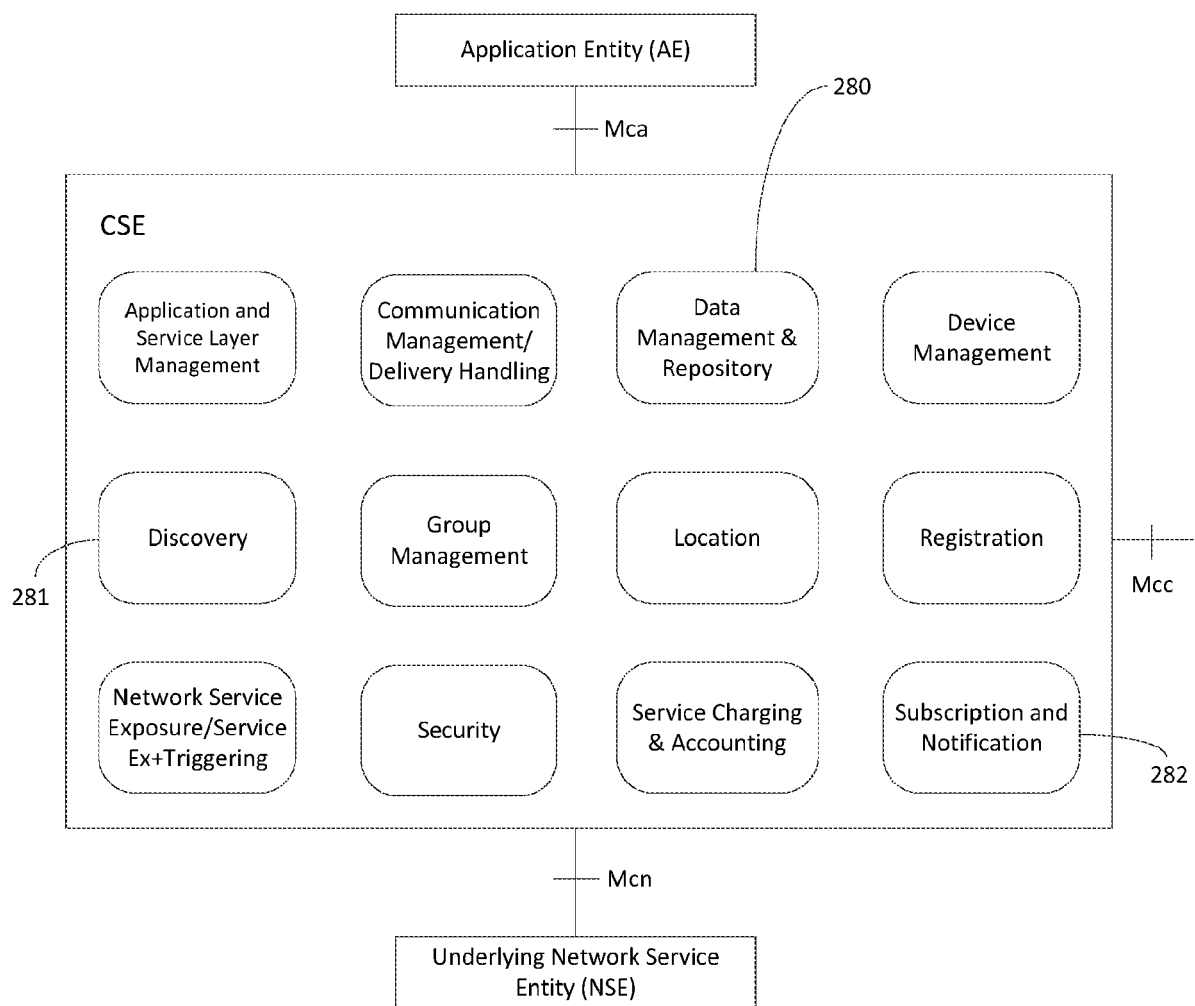 Application Entity (AE)
280
Mca
CSE
Application and
Service Layer
Management
Communication
Management/
Delivery Handling
Data
Management &
Repository
Device
Management
Discovery
Group
Management
Location
Registration
281
Mcc
Network Service
Exposure/Service
Ex+Triggering
Security
Service Charging
& Accounting
Subscription and
Notification
282
Mcn
Underlying Network Service
Entity (NSE)